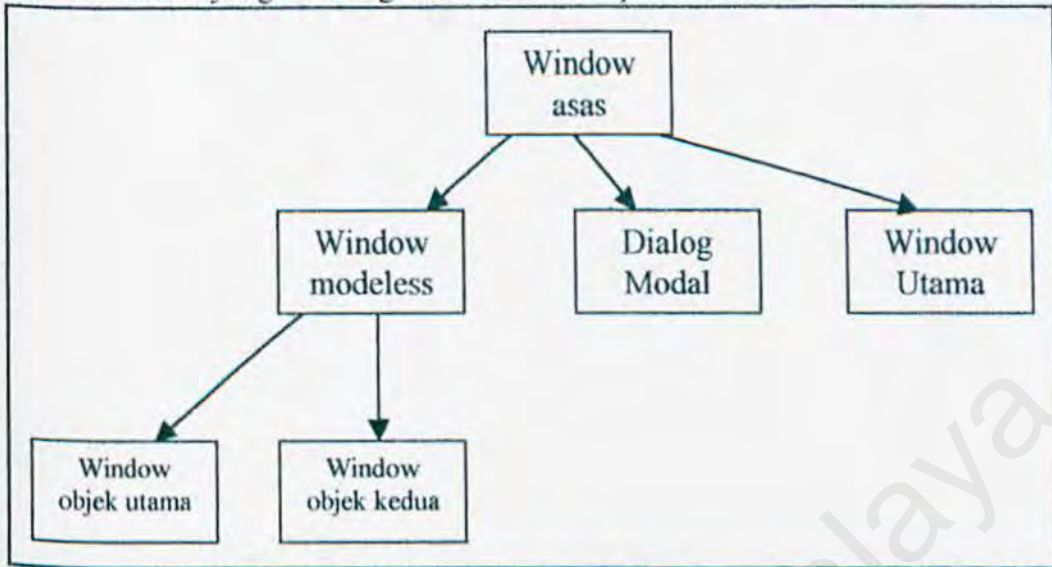 Window
asas
Window
modeless
Dialog
Modal
Window
Utama
Window
objek utama
Window
objek kedua